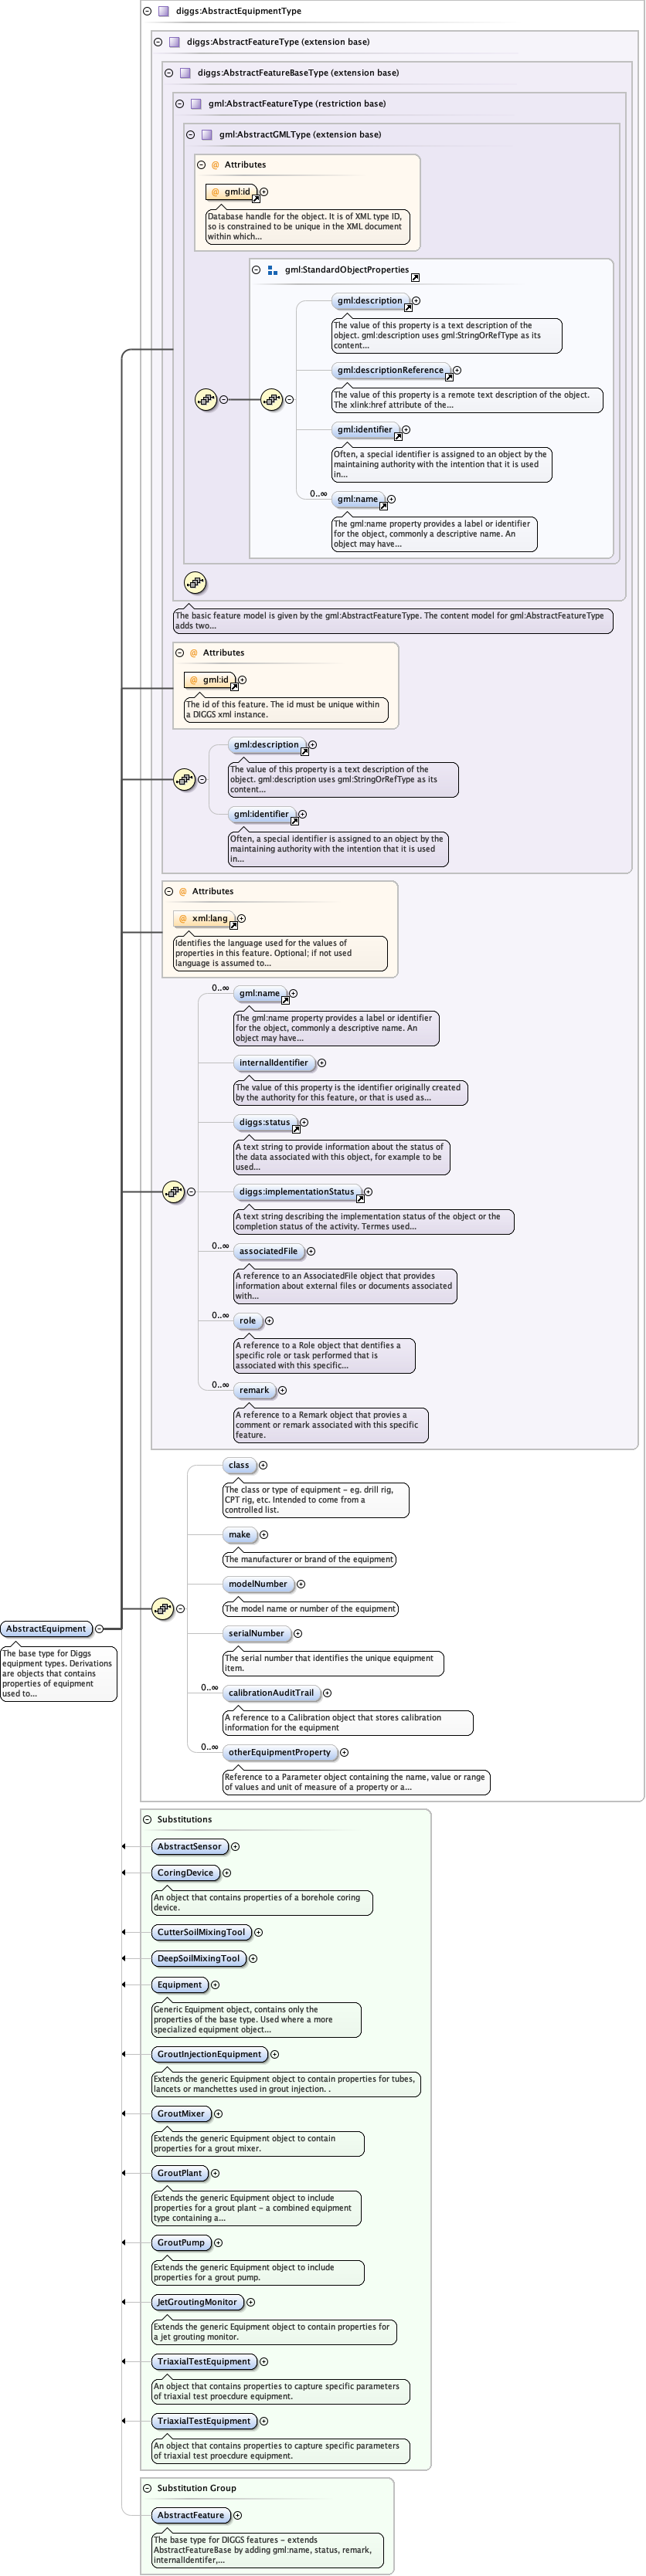 diggs:AbstractEquipmentType
diggs:AbstractFeatureType (extension base)
diggs:AbstractFeatureBaseType (extension base)
gml:AbstractFeatureType (restriction base)
gml:AbstractGMLType (extension base)
@ Attributes
@ gml:id
Database handle for the object. It is of XML type ID,
so is constrained to be unique in the XML document
within which...
gml:StandardObjectProperties
gml:description
The value of this property is a text description of the
object. gml:description uses gml:StringOrRefType as its
content...
gml:descriptionReference
The value of this property is a remote text description of the object.
The xlink:href attribute of the...
gml:identifier
Often, a special identifier is assigned to an object by the
maintaining authority with the intention that it is used
in...
0..∞
gml:name
The gml:name property provides a label or identifier
for the object, commonly a descriptive name. An
object may have...
The basic feature model is given by the gml:AbstractFeatureType. The content model for gml:AbstractFeatureType
adds two...
@ Attributes
@ gml:id
The id of this feature. The id must be unique within
a DIGGS xml instance.
gml:description
The value of this property is a text description of the
object. gml:description uses gml:StringOrRefType as its
content...
gml:identifier
Often, a special identifier is assigned to an object by the
maintaining authority with the intention that it is used
in...
@ Attributes
@ xml:lang
Identifies the language used for the values of
properties in this feature. Optional; if not used
language is assumed to...
0..∞
gml:name
The gml:name property provides a label or identifier
for the object, commonly a descriptive name. An
object may have...
internalIdentifier
The value of this property is the identifier originally created
by the authority for this feature, or that is used as...
diggs:status
A text string to provide information about the status of
the data associated with this object, for example to be
used...
diggs:implementationStatus
A text string describing the implementation status of the object or the
completion status of the activity. Termes used...
0..∞
associatedFile
A reference to an AssociatedFile object that provides
information about external files or documents associated
with...
0..∞
role
A reference to a Role object that dentifies a
specific role or task performed that is
associated with this specific...
0..∞
remark
A reference to a Remark object that provies a
comment or remark associated with this specific
feature.
class
The class or type of equipment - eg. drill rig,
CPT rig, etc. Intended to come from a
controlled list.
make
The manufacturer or brand of the equipment
modelNumber
The model name or number of the equipment
serialNumber
The serial number that identifies the unique equipment
item.
0..∞
calibrationAuditTrail
A reference to a Calibration object that stores calibration
information for the equipment
0..∞
otherEquipmentProperty
Reference to a Parameter object containing the name, value or range
of values and unit of measure of a property or a...
AbstractEquipment
The base type for Diggs
equipment types. Derivations
are objects that contains
properties of equipment
used to...
Substitutions
AbstractSensor
CoringDevice
An object that contains properties of a borehole coring
device.
CutterSoilMixingTool
DeepSoilMixingTool
Equipment
Generic Equipment object, contains only the
properties of the base type. Used where a more
specialized equipment object...
GroutInjectionEquipment
Extends the generic Equipment object to contain properties for tubes,
lancets or manchettes used in grout injection. .
GroutMixer
Extends the generic Equipment object to contain
properties for a grout mixer.
GroutPlant
Extends the generic Equipment object to include
properties for a grout plant - a combined equipment
type containing a...
GroutPump
Extends the generic Equipment object to include
properties for a grout pump.
JetGroutingMonitor
Extends the generic Equipment object to contain properties for
a jet grouting monitor.
TriaxialTestEquipment
An object that contains properties to capture specific parameters
of triaxial test proecdure equipment.
TriaxialTestEquipment
An object that contains properties to capture specific parameters
of triaxial test proecdure equipment.
Substitution Group
AbstractFeature
The base type for DIGGS features - extends
AbstractFeatureBase by adding gml:name, status, remark,
internalIdentifer,...